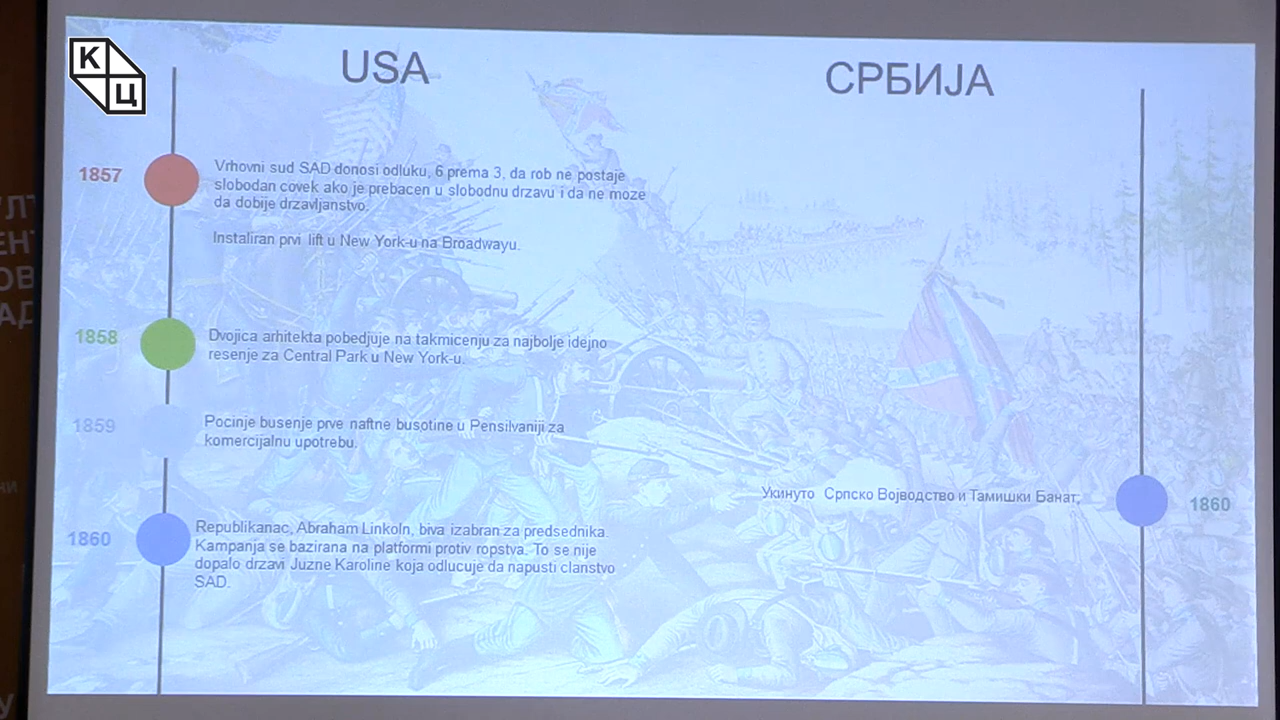 К
Ц
USA
СРБИЈА
1857
Vrhovni sud SAD donosi odluku, 6 prema 3, da rob ne postaje
slobodan covek ako je prebacen u slobodnu drzavu i da ne moze
da dobije drzavljanstvo.
Instaliran prvi lift u New York-u na Broadwayu.
1858
Dvojica arhitekta pobedjuje na takmicenju za najbolje idejno
resenje za Central Park u New York-u.
1859
Pocinje busenje prve naftne busotine u Pensilvaniji za
komercijalnu upotrebu.
Укинуто Српско Војводство и Тамишки Банат;
1860
1860
Republikanac, Abraham Linkoln, biva izabran za predsednika.
Kampanja se bazirana na platformi protiv ropstva. To se nije
dopalo drzavi Juzne Karoline koja odlucuje da napusti clanstvo
SAD.